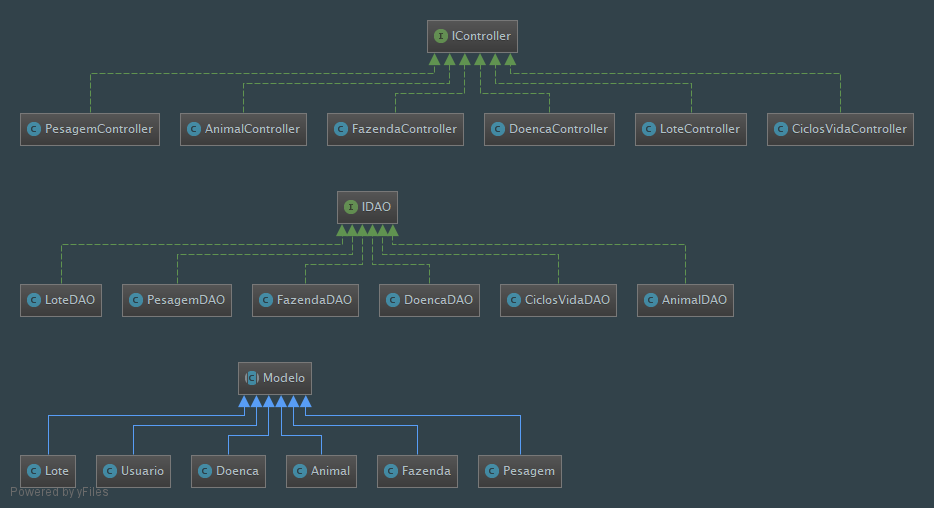 I IController
C PesagemController C AnimalController C FazendaController C DoencaController C LoteController C CiclosVidaController
I IDAO
C LoteDAO C PesagemDAO C FazendaDAO C DoencaDAO C CiclosVidaDAO C AnimalDAO
C Modelo
C Lote C Usuario C Doenca C Animal C Fazenda C Pesagem
Powered by yFiles